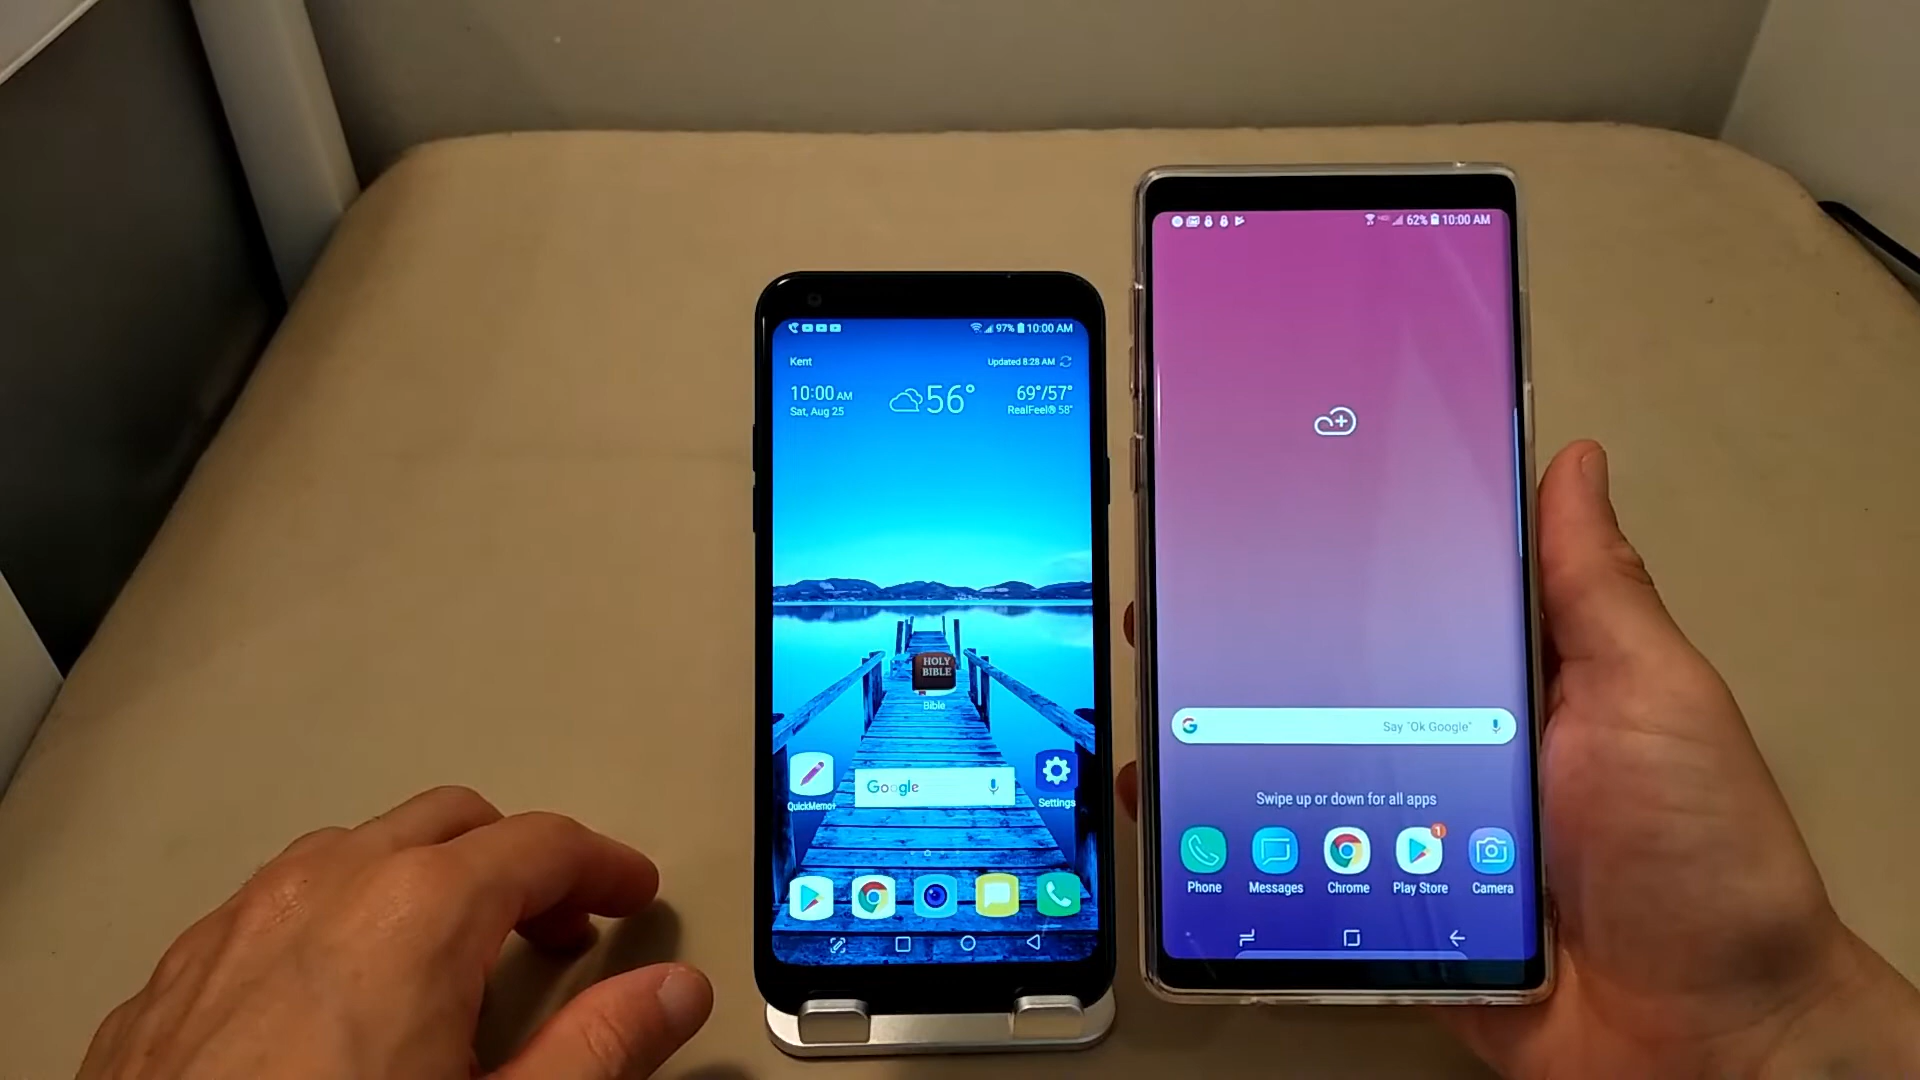 97% 10:00 AM
Kent
Updated 8:28 AM
10:00 AM
56°
69°/57°
Sat, Aug 25
RealFeel® 58°
HOLY
BIBLE
Bible
QuickMemo+
Google
Settings
62% 10:00 AM
G
Say "Ok Google"
Swipe up or down for all apps
1
Phone
Messages
Chrome
Play Store
Camera